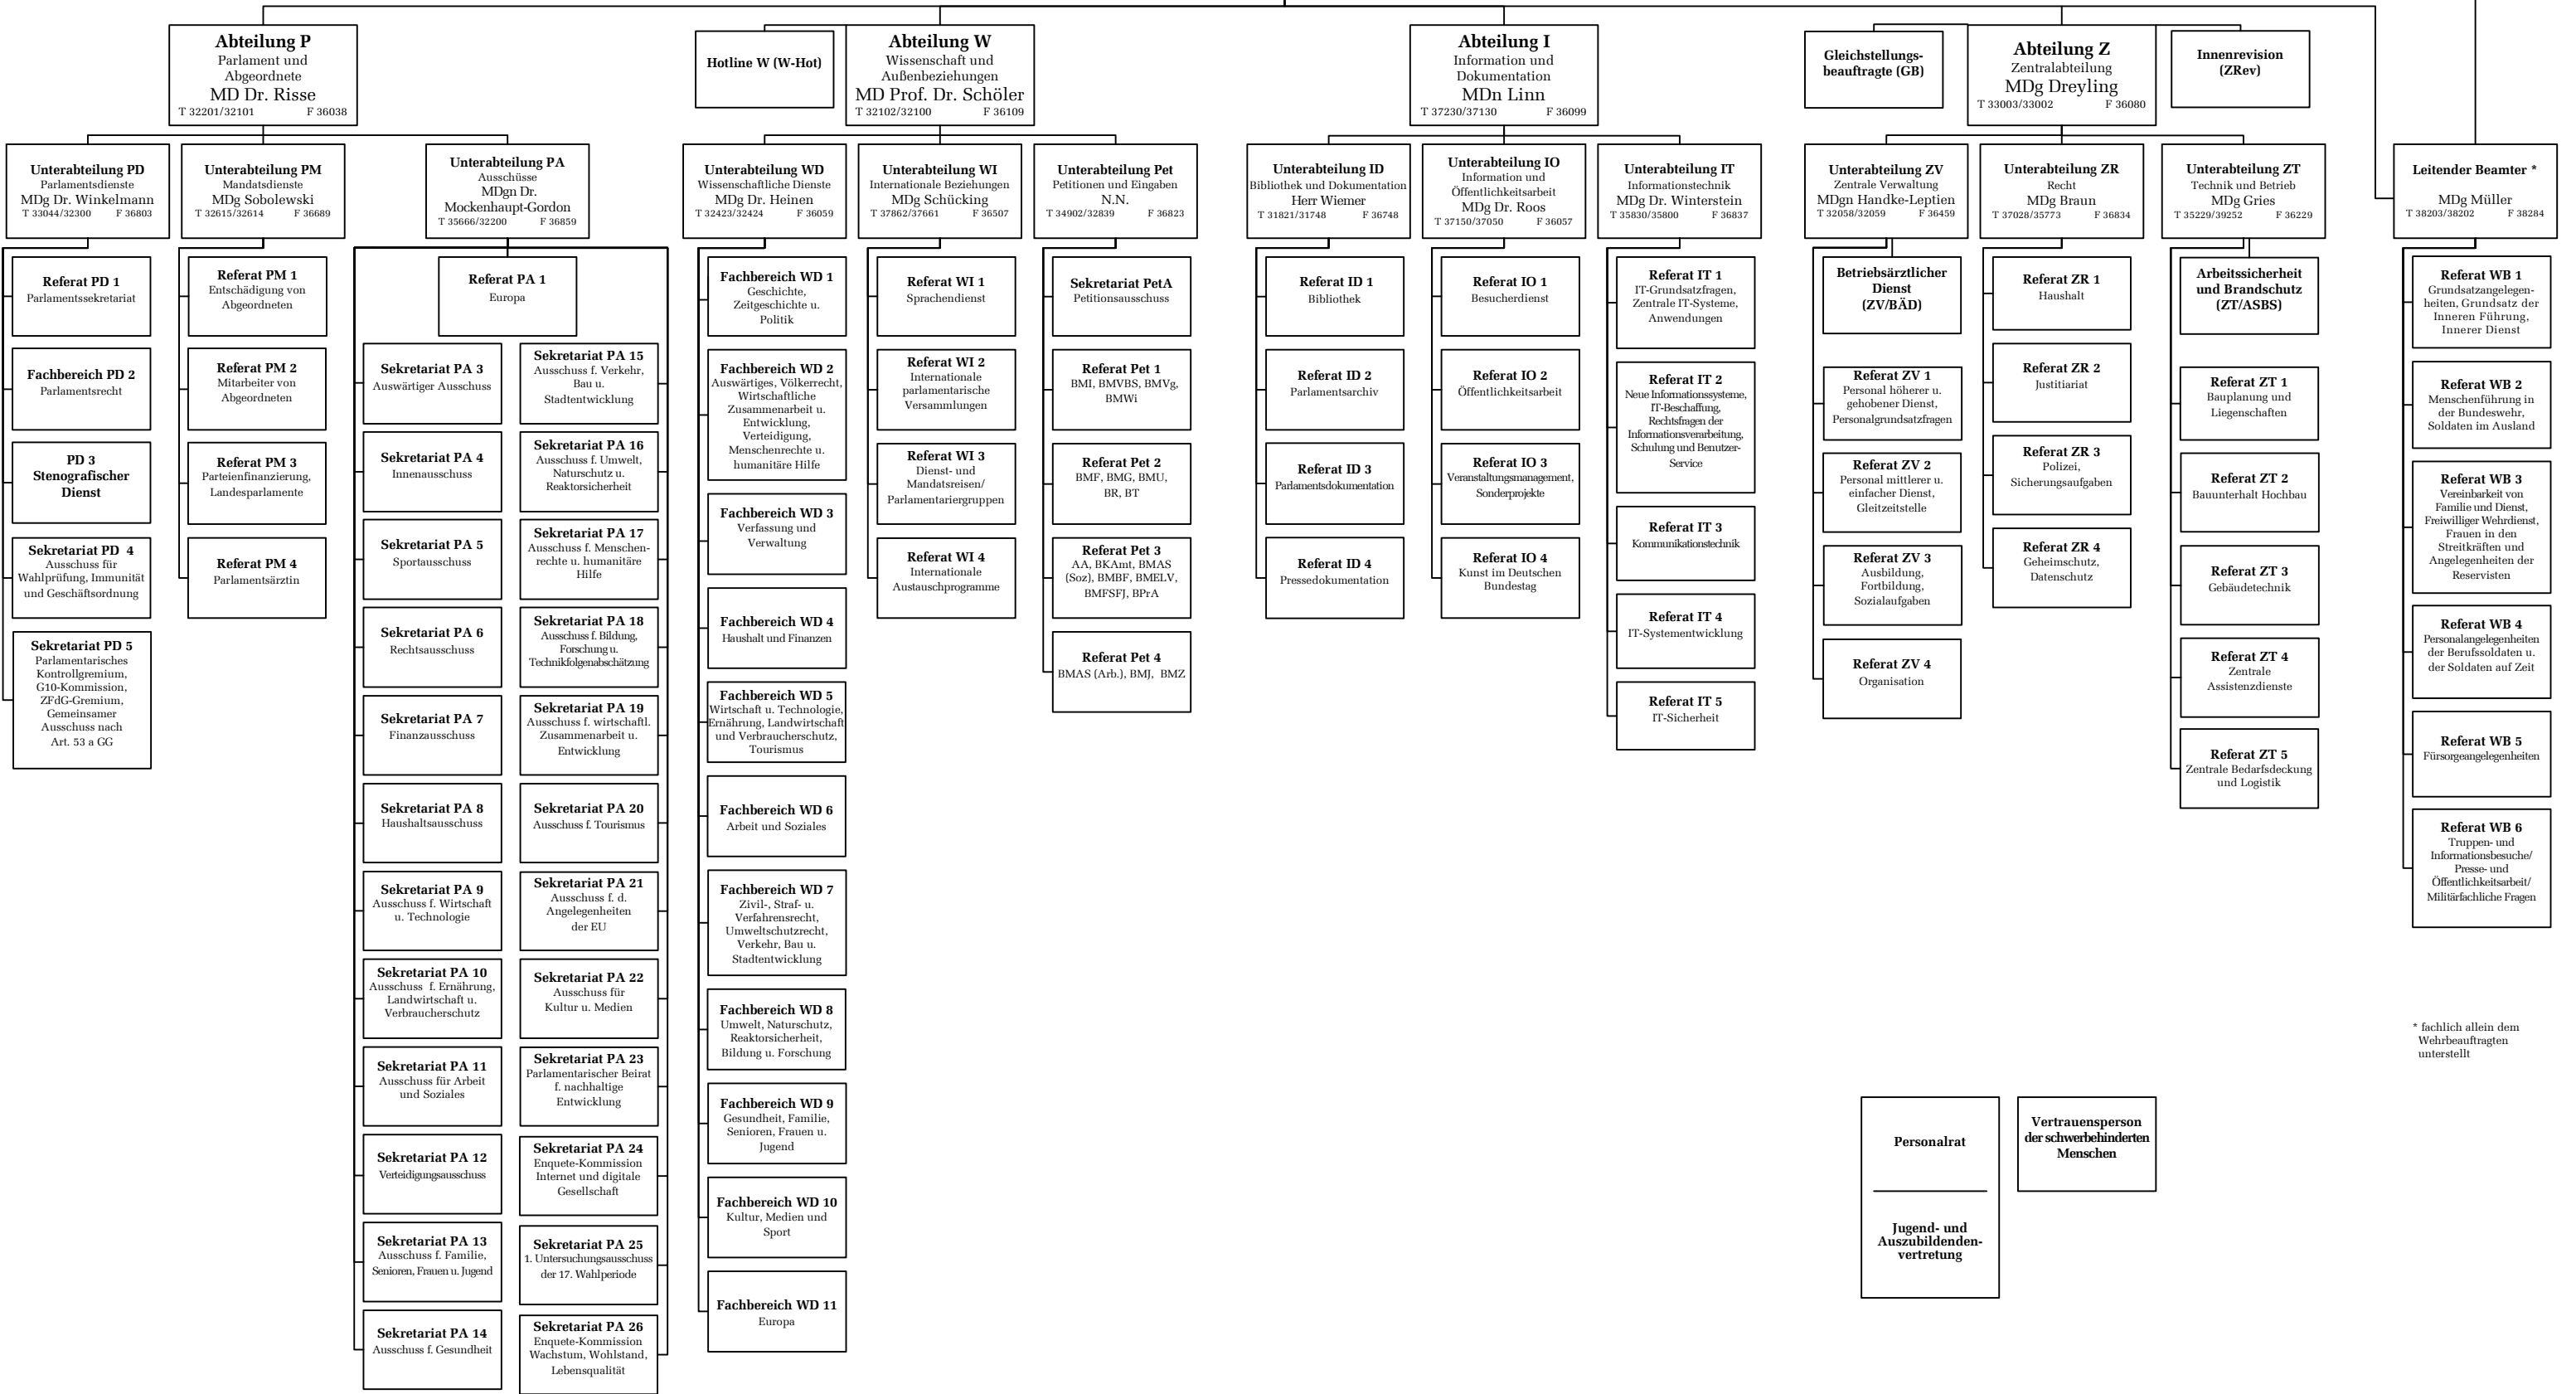 Abteilung P
Parlament und
Abgeordnete
MD Dr. Risse
T 32201/32101 F 36038
Hotline W (W-Hot)
Abteilung W
Wissenschaft und
Außenbeziehungen
MD Prof. Dr. Schöler
T 32102/32100 F 36109
Abteilung I
Information und
Dokumentation
MDn Linn
T 37230/37130 F 36099
Gleichstellungs-
beauftragte (GB)
Abteilung Z
Zentralabteilung
MDg Dreyling
T 33003/33002 F 36080
Innenrevision
(ZRev)
Unterabteilung PD
Parlamentsdienste
MDg Dr. Winkelmann
T 33044/32300 F 36803
Unterabteilung PM
Mandatsdienste
MDg Sobolewski
T 32615/32614 F 36689
Unterabteilung PA
Ausschüsse
MDgn Dr.
Mockenhaupt-Gordon
T 35666/32200 F 36859
Unterabteilung WD
Wissenschaftliche Dienste
MDg Dr. Heinen
T 32423/32424 F 36059
Unterabteilung WI
Internationale Beziehungen
MDg Schücking
T 37862/37661 F 36507
Unterabteilung Pet
Petitionen und Eingaben
N.N.
T 34902/32839 F 36823
Unterabteilung ID
Bibliothek und Dokumentation
Herr Wiemer
T 31821/31748 F 36748
Unterabteilung IO
Information und
Öffentlichkeitsarbeit
MDg Dr. Roos
T 37150/37050 F 36057
Unterabteilung IT
Informationstechnik
MDg Dr. Winterstein
T 35830/35800 F 36837
Unterabteilung ZV
Zentrale Verwaltung
MDgn Handke-Leptien
T 32058/32059 F 36459
Unterabteilung ZR
Recht
MDg Braun
T 37028/35773 F 36834
Unterabteilung ZT
Technik und Betrieb
MDg Gries
T 35229/39252 F 36229
Leitender Beamter *
MDg Müller
T 38203/38202 F 38284
Referat PD 1
Parlamentssekretariat
Fachbereich PD 2
Parlamentsrecht
PD 3
Stenografischer
Dienst
Sekretariat PD 4
Ausschuss für
Wahlprüfung, Immunität
und Geschäftsordnung
Sekretariat PD 5
Parlamentarisches
Kontrollgremium,
G10-Kommission,
ZFdG-Gremium,
Gemeinsamer
Ausschuss nach
Art. 53 a GG
Referat PM 1
Entschädigung von
Abgeordneten
Referat PM 2
Mitarbeiter von
Abgeordneten
Referat PM 3
Parteienfinanzierung,
Landesparlamente
Referat PM 4
Parlamentsärztin
Referat PA 1
Europa
Sekretariat PA 3
Auswärtiger Ausschuss
Sekretariat PA 4
Innenausschuss
Sekretariat PA 5
Sportausschuss
Sekretariat PA 6
Rechtsausschuss
Sekretariat PA 7
Finanzausschuss
Sekretariat PA 8
Haushaltsausschuss
Sekretariat PA 9
Ausschuss f. Wirtschaft
u. Technologie
Sekretariat PA 10
Ausschuss f. Ernährung,
Landwirtschaft u.
Verbraucherschutz
Sekretariat PA 11
Ausschuss für Arbeit
und Soziales
Sekretariat PA 12
Verteidigungsausschuss
Sekretariat PA 13
Ausschuss f. Familie,
Senioren, Frauen u. Jugend
Sekretariat PA 14
Ausschuss f. Gesundheit
Sekretariat PA 15
Ausschuss f. Verkehr,
Bau u.
Stadtentwicklung
Sekretariat PA 16
Ausschuss f. Umwelt,
Naturschutz u.
Reaktorsicherheit
Sekretariat PA 17
Ausschuss f. Menschen-
rechte u. humanitäre
Hilfe
Sekretariat PA 18
Ausschuss f. Bildung,
Forschung u.
Technikfolgenabschätzung
Sekretariat PA 19
Ausschuss f. wirtschaftl.
Zusammenarbeit u.
Entwicklung
Sekretariat PA 20
Ausschuss f. Tourismus
Sekretariat PA 21
Ausschuss f. d.
Angelegenheiten
der EU
Sekretariat PA 22
Ausschuss für
Kultur u. Medien
Sekretariat PA 23
Parlamentarischer Beirat
f. nachhaltige
Entwicklung
Sekretariat PA 24
Enquete-Kommission
Internet und digitale
Gesellschaft
Sekretariat PA 25
1. Untersuchungsausschuss
der 17. Wahlperiode
Sekretariat PA 26
Enquete-Kommission
Wachstum, Wohlstand,
Lebensqualität
Fachbereich WD 1
Geschichte,
Zeitgeschichte u.
Politik
Fachbereich WD 2
Auswärtiges, Völkerrecht,
Wirtschaftliche
Zusammenarbeit u.
Entwicklung,
Verteidigung,
Menschenrechte u.
humanitäre Hilfe
Fachbereich WD 3
Verfassung und
Verwaltung
Fachbereich WD 4
Haushalt und Finanzen
Fachbereich WD 5
Wirtschaft u. Technologie,
Ernährung, Landwirtschaft
und Verbraucherschutz,
Tourismus
Fachbereich WD 6
Arbeit und Soziales
Fachbereich WD 7
Zivil-, Straf- u.
Verfahrensrecht,
Umweltschutzrecht,
Verkehr, Bau u.
Stadtentwicklung
Fachbereich WD 8
Umwelt, Naturschutz,
Reaktorsicherheit,
Bildung u. Forschung
Fachbereich WD 9
Gesundheit, Familie,
Senioren, Frauen u.
Jugend
Fachbereich WD 10
Kultur, Medien und
Sport
Fachbereich WD 11
Europa
Referat WI 1
Sprachendienst
Referat WI 2
Internationale
parlamentarische
Versammlungen
Referat WI 3
Dienst- und
Mandatsreisen/
Parlamentariergruppen
Referat WI 4
Internationale
Austauschprogramme
Sekretariat PetA
Petitionsausschuss
Referat Pet 1
BMI, BMVBS, BMVg,
BMWi
Referat Pet 2
BMF, BMG, BMU,
BR, BT
Referat Pet 3
AA, BKAmt, BMAS
(Soz), BMBF, BMELV,
BMFSFJ, BPrA
Referat Pet 4
BMAS (Arb.), BMJ, BMZ
Referat ID 1
Bibliothek
Referat ID 2
Parlamentsarchiv
Referat ID 3
Parlamentsdokumentation
Referat ID 4
Pressedokumentation
Referat IO 1
Besucherdienst
Referat IO 2
Öffentlichkeitsarbeit
Referat IO 3
Veranstaltungsmanagement,
Sonderprojekte
Referat IO 4
Kunst im Deutschen
Bundestag
Referat IT 1
IT-Grundsatzfragen,
Zentrale IT-Systeme,
Anwendungen
Referat IT 2
Neue Informationssysteme,
IT-Beschaffung,
Rechtsfragen der
Informationsverarbeitung,
Schulung und Benutzer-
Service
Referat IT 3
Kommunikationstechnik
Referat IT 4
IT-Systementwicklung
Referat IT 5
IT-Sicherheit
Betriebsärztlicher
Dienst
(ZV/BÄD)
Referat ZV 1
Personal höherer u.
gehobener Dienst,
Personalgrundsatzfragen
Referat ZV 2
Personal mittlerer u.
einfacher Dienst,
Gleitzeitstelle
Referat ZV 3
Ausbildung,
Fortbildung,
Sozialaufgaben
Referat ZV 4
Organisation
Referat ZR 1
Haushalt
Referat ZR 2
Justitiariat
Referat ZR 3
Polizei,
Sicherungsaufgaben
Referat ZR 4
Geheimschutz,
Datenschutz
Arbeitssicherheit
und Brandschutz
(ZT/ASBS)
Referat ZT 1
Bauplanung und
Liegenschaften
Referat ZT 2
Bauunterhalt Hochbau
Referat ZT 3
Gebäudetechnik
Referat ZT 4
Zentrale
Assistenzdienste
Referat ZT 5
Zentrale Bedarfsdeckung
und Logistik
Referat WB 1
Grundsatzangelegen-
heiten, Grundsatz der
Inneren Führung,
Innerer Dienst
Referat WB 2
Menschenführung in
der Bundeswehr,
Soldaten im Ausland
Referat WB 3
Vereinbarkeit von
Familie und Dienst,
Freiwilliger Wehrdienst,
Frauen in den
Streitkräften und
Angelegenheiten der
Reservisten
Referat WB 4
Personalangelegenheiten
der Berufssoldaten u.
der Soldaten auf Zeit
Referat WB 5
Fürsorgeangelegenheiten
Referat WB 6
Truppen- und
Informationsbesuche/
Presse- und
Öffentlichkeitsarbeit/
Militärfachliche Fragen
* fachlich allein dem
Wehrbeauftragten
unterstellt
Personalrat
Jugend- und
Auszubildenden-
vertretung
Vertrauensperson
der schwerbehinderten
Menschen